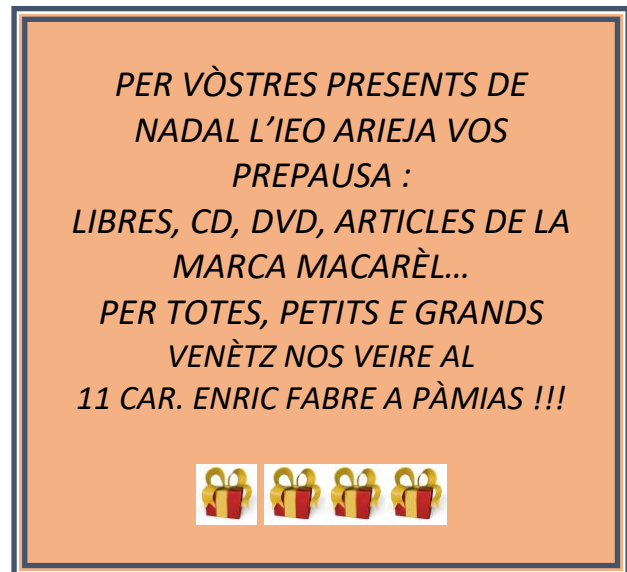 PER VÒSTRES PRESENTS DE
NADAL L’IEO ARIEJA VOS
PREPAUSA :
LIBRES, CD, DVD, ARTICLES DE LA
MARCA MACARÈL…
PER TOTES, PETITS E GRANDS
VENÈTZ NOS VEIRE AL
11 CAR. ENRIC FABRE A PÀMIAS !!!